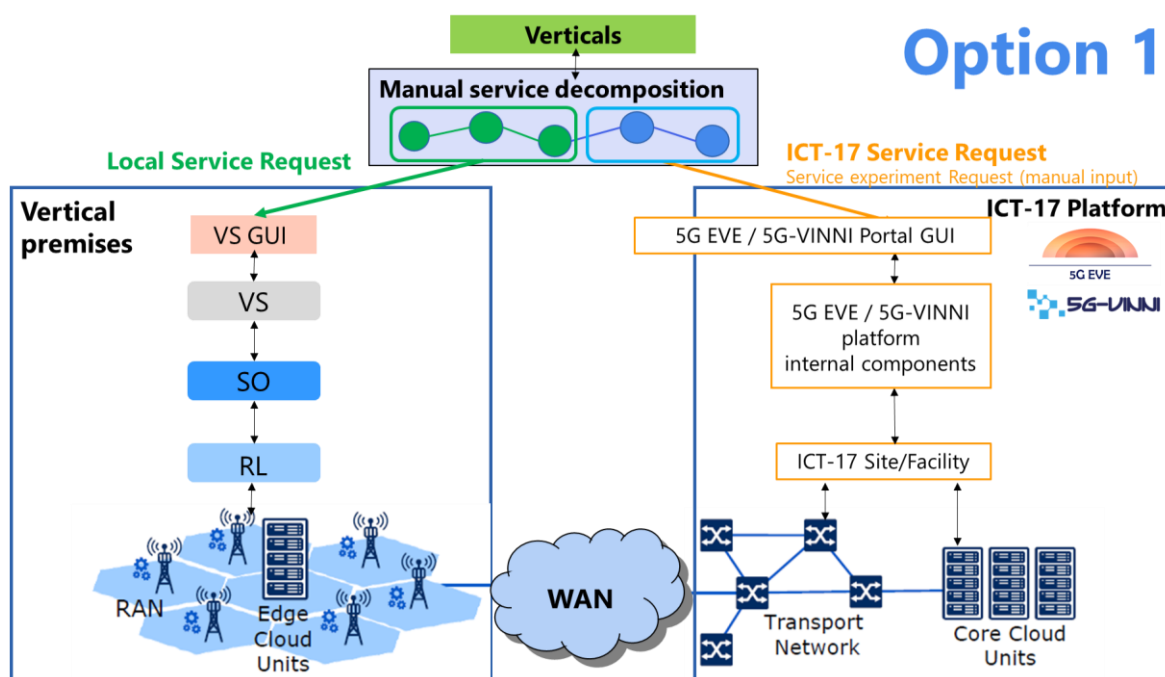 Option 1
Verticals
Manual service decomposition
Local Service Request
ICT-17 Service Request
Service experiment Request (manual input)
Vertical
premises
VS GUI
VS
SO
RL
RAN
Edge
Cloud
Units
WAN
ICT-17 Platform
5G EVE / 5G-VINNI Portal GUI
5G EVE
5G-VINNI
5G EVE / 5G-VINNI
platform
internal components
ICT-17 Site/Facility
Transport
Network
Core Cloud
Units